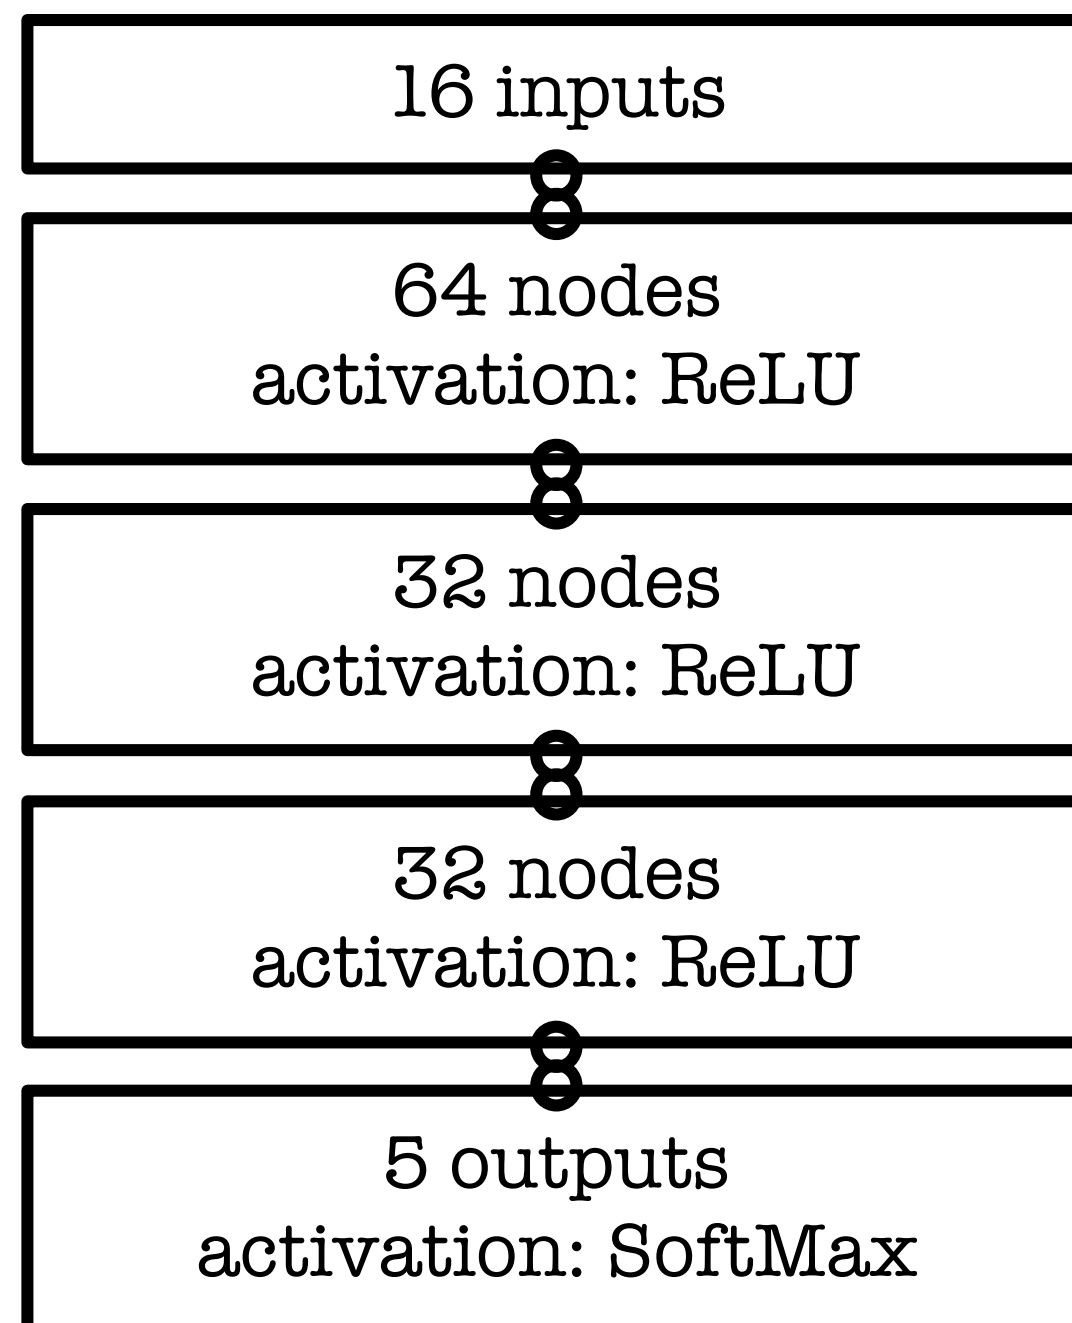 16 inputs
64 nodes
activation: ReLU
32 nodes
activation: ReLU
32 nodes
activation: ReLU
5 outputs
activation: SoftMax